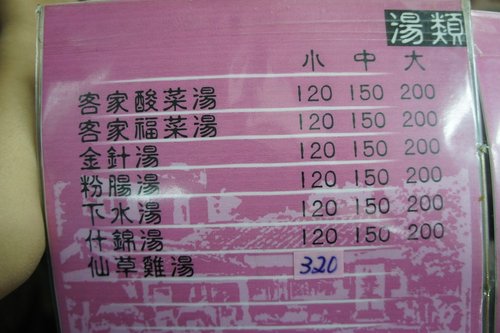 湯類
小 中 大
客家酸菜湯 120 150 200
客家福菜湯 120 150 200
金針湯 120 150 200
粉腸湯 120 150 200
下水湯 120 150 200
什錦湯 120 150 200
仙草雞湯 320